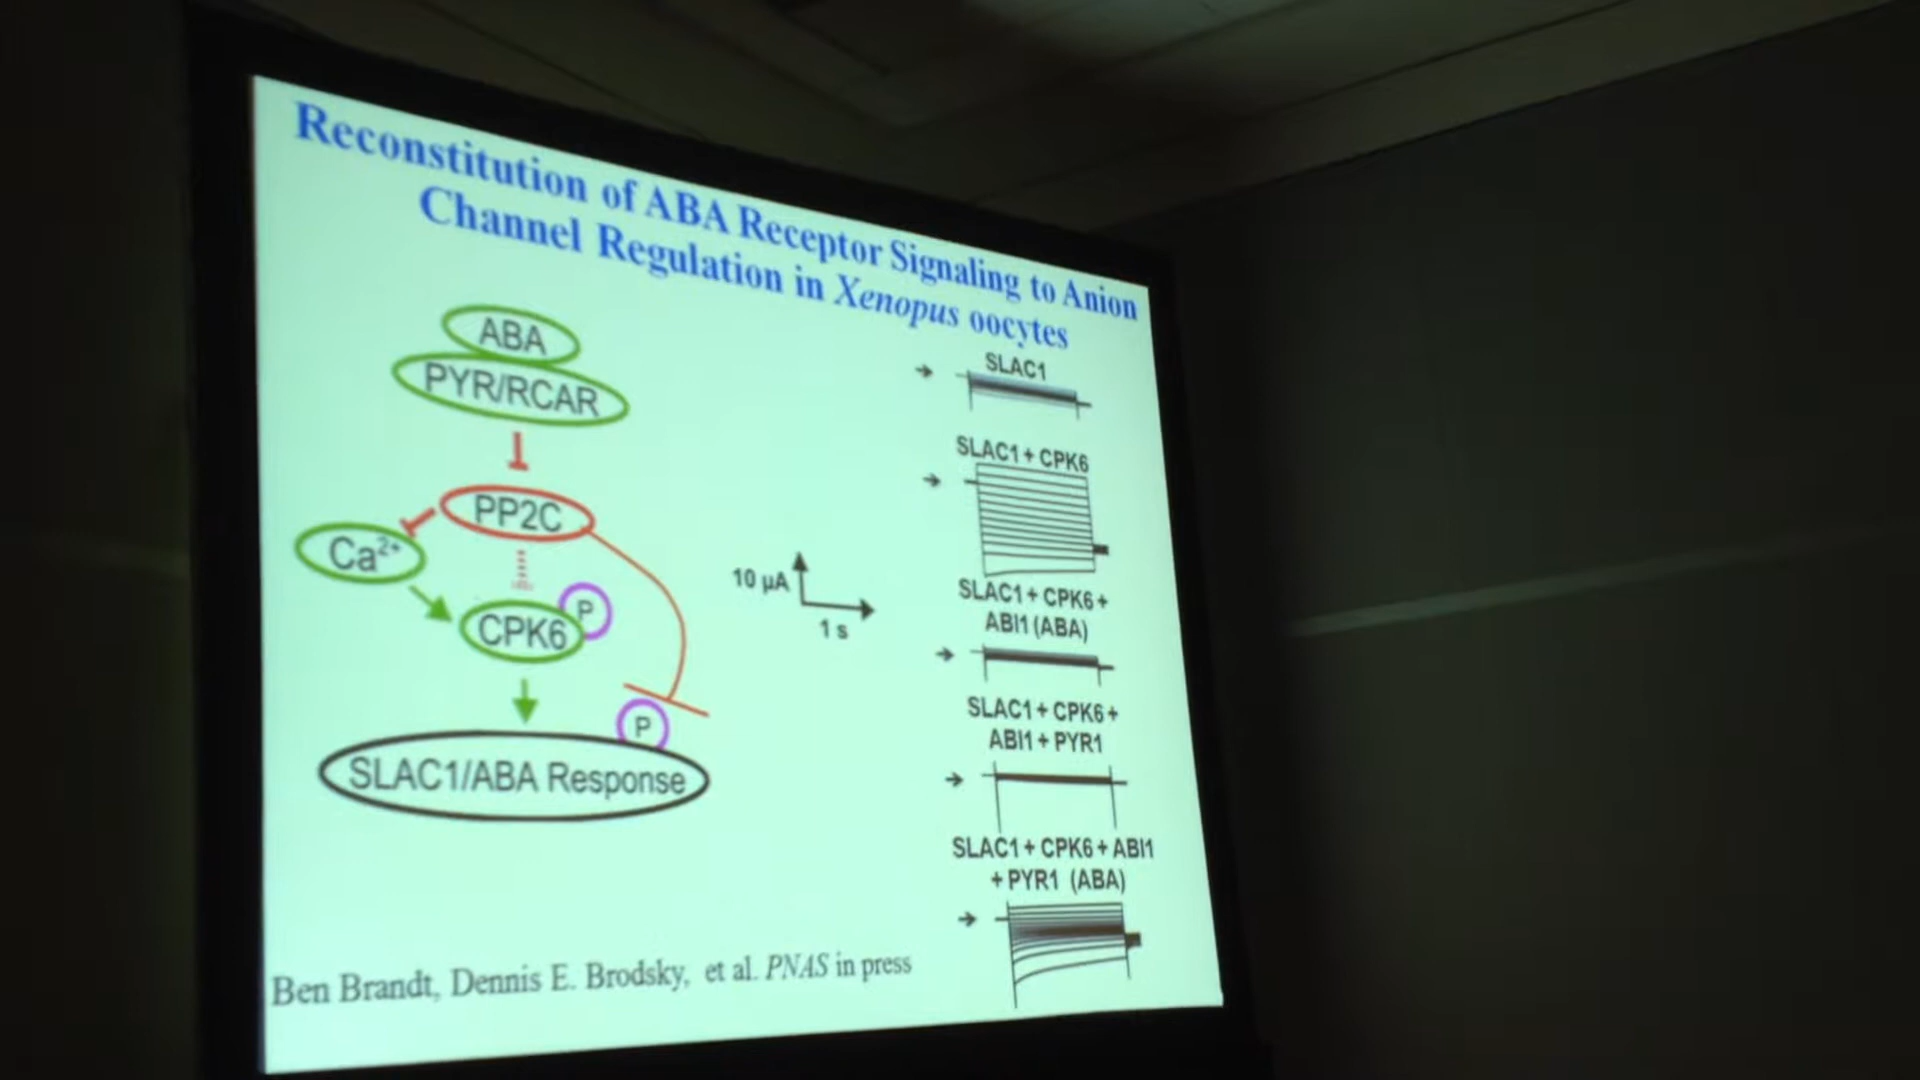 Reconstitution of ABA Receptor Signaling to Anion
Channel Regulation in Xenopus oocytes
ABA
PYR/RCAR
PP2C
Ca²⁺
P
CPK6
P
SLAC1/ABA Response
10 µA
1 s
SLAC1
SLAC1 + CPK6
SLAC1 + CPK6 +
ABI1 (ABA)
SLAC1 + CPK6 +
ABI1 + PYR1
SLAC1 + CPK6 + ABI1
+ PYR1 (ABA)
Ben Brandt, Dennis E. Brodsky, et al. PNAS in press